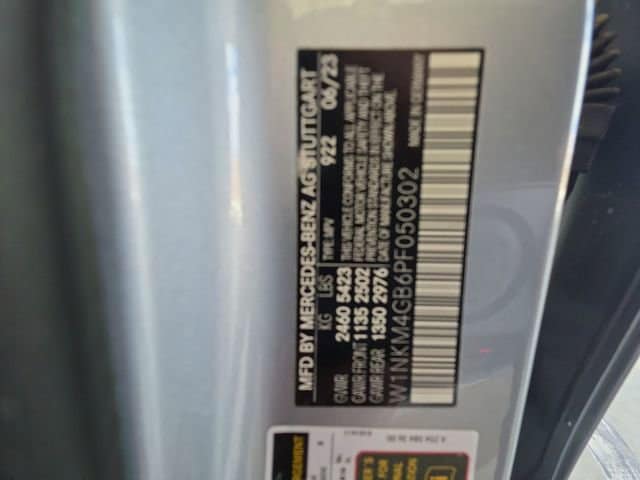 MFD BY MERCEDES-BENZ AG STUTTGART
KG LBS TYPE: MPV 922 06/23
GVWR 2460 5423 THIS VEHICLE CONFORMS TO ALL APPLICABLE
GAWR FRONT 1135 2502 FEDERAL MOTOR VEHICLE SAFETY AND THEFT
PREVENTION STANDARDS IN EFFECT ON THE
GAWR REAR 1350 2976 DATE OF MANUFACTURE SHOWN ABOVE.
W1NKM4GB6PF050302 MADE IN GERMANY